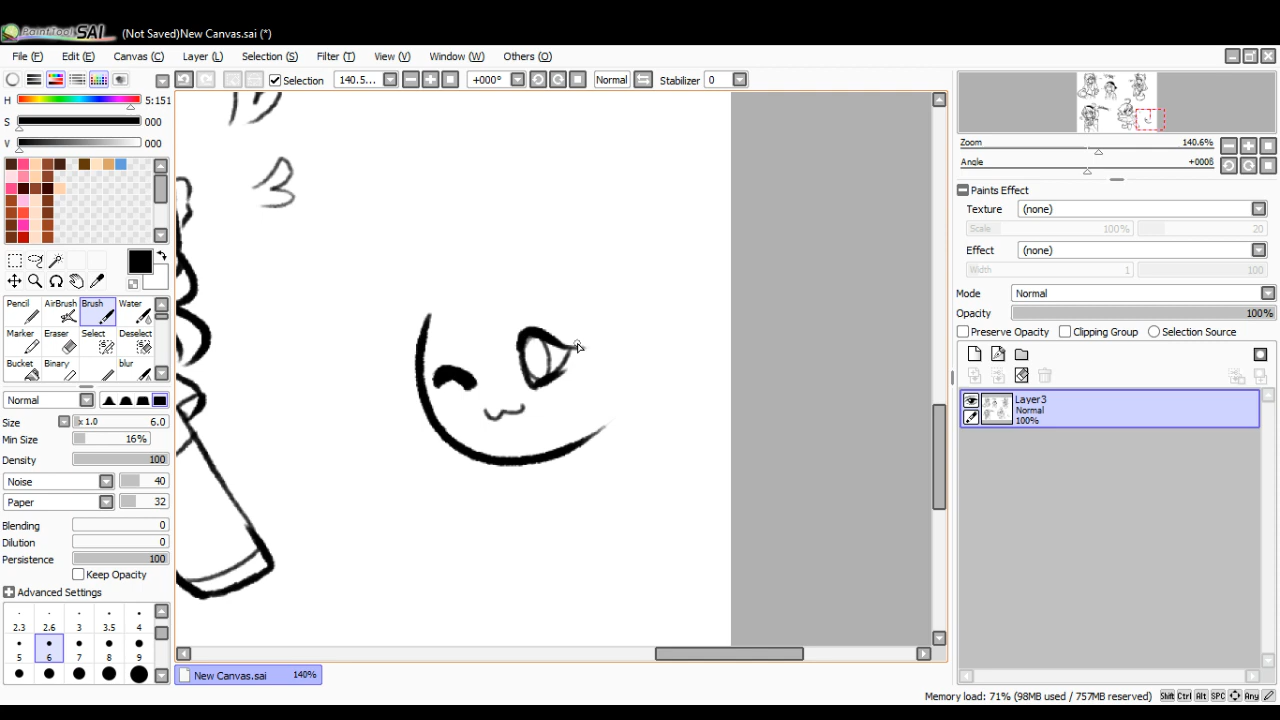 PaintTool SAI (Not Saved)New Canvas.sai (*)
File (F) Edit (E) Canvas (C) Layer (L) Selection (S) Filter (T) View (V) Window (W) Others (O)
Selection 140.5... +000° Normal Stabilizer 0
H 5:151
S 000
V 000
Pencil AirBrush Brush Water
Marker Eraser Select Deselect
Bucket Binary blur
Normal
Size x 1.0 6.0
Min Size 16%
Density 100
Noise 40
Paper 32
Blending 0
Dilution 0
Persistence 100
Keep Opacity
Advanced Settings
2.3 2.6 3 3.5 4
5 6 7 8 9
New Canvas.sai 140%
Zoom 140.6%
Angle +000ß
Paints Effect
Texture (none)
Scale 100% 20
Effect (none)
Width 1 100
Mode Normal
Opacity 100%
Preserve Opacity Clipping Group Selection Source
Layer3
Normal
100%
Memory load: 71% (98MB used / 757MB reserved) Shift Ctrl Alt SPC Any